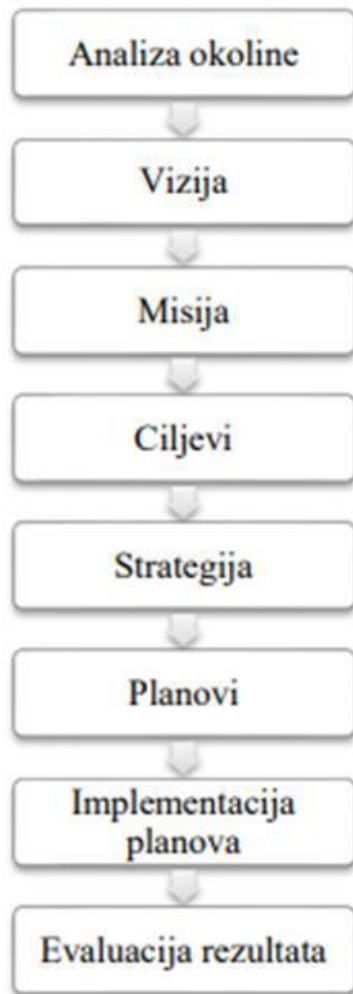 Analiza okoline
Vizija
Misija
Ciljevi
Strategija
Planovi
Implementacija
planova
Evaluacija rezultata